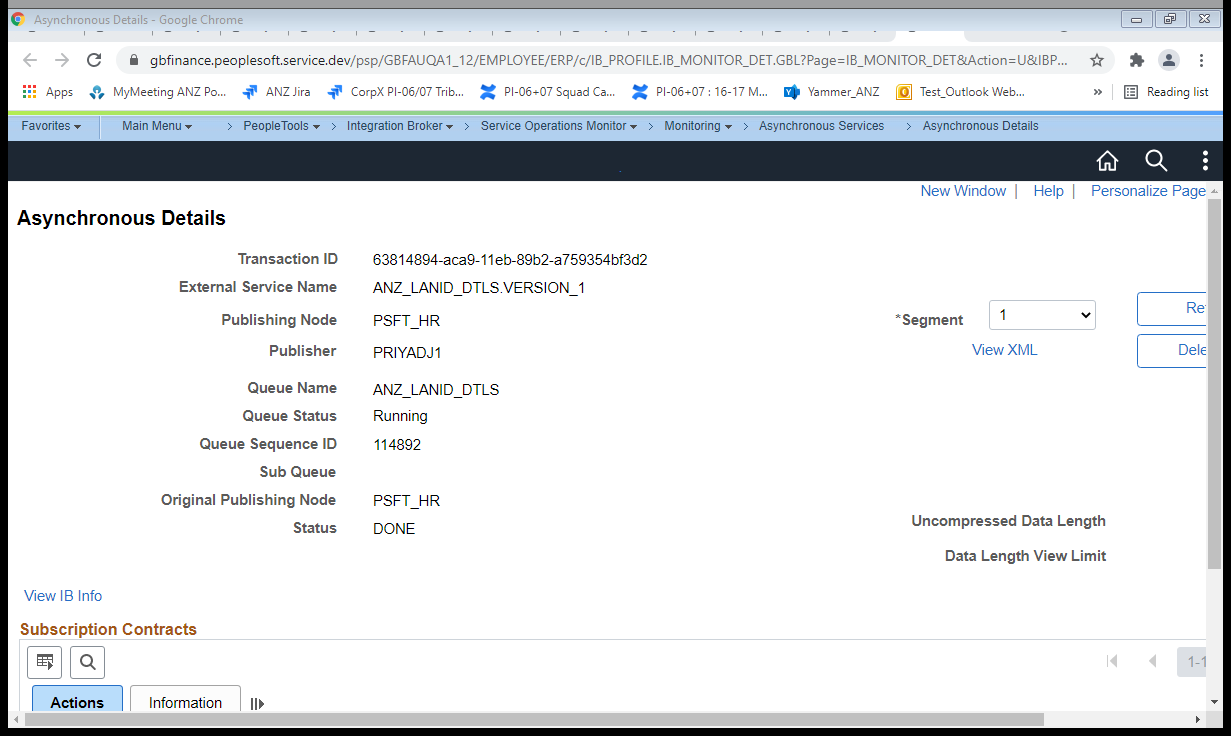 Asynchronous Details - Google Chrome
gbfinance.peoplesoft.service.dev/psp/GBFAUQA1_12/EMPLOYEE/ERP/c/IB_PROFILE.IB_MONITOR_DET.GBL?Page=IB_MONITOR_DET&Action=U&IBP...
Apps MyMeeting ANZ Po... ANZ Jira CorpX PI-06/07 Trib... PI-06+07 Squad Ca... PI-06+07 : 16-17 M... Yammer_ANZ Test_Outlook Web... » Reading list
Favorites Main Menu > PeopleTools > Integration Broker > Service Operations Monitor > Monitoring > Asynchronous Services > Asynchronous Details
New Window | Help | Personalize Page
Asynchronous Details
Transaction ID 63814894-aca9-11eb-89b2-a759354bf3d2
External Service Name ANZ_LANID_DTLS.VERSION_1
Publishing Node PSFT_HR *Segment 1 Re
Publisher PRIYADJ1 View XML Dele
Queue Name ANZ_LANID_DTLS
Queue Status Running
Queue Sequence ID 114892
Sub Queue
Original Publishing Node PSFT_HR
Status DONE
Uncompressed Data Length
Data Length View Limit
View IB Info
Subscription Contracts
1-1
Actions Information